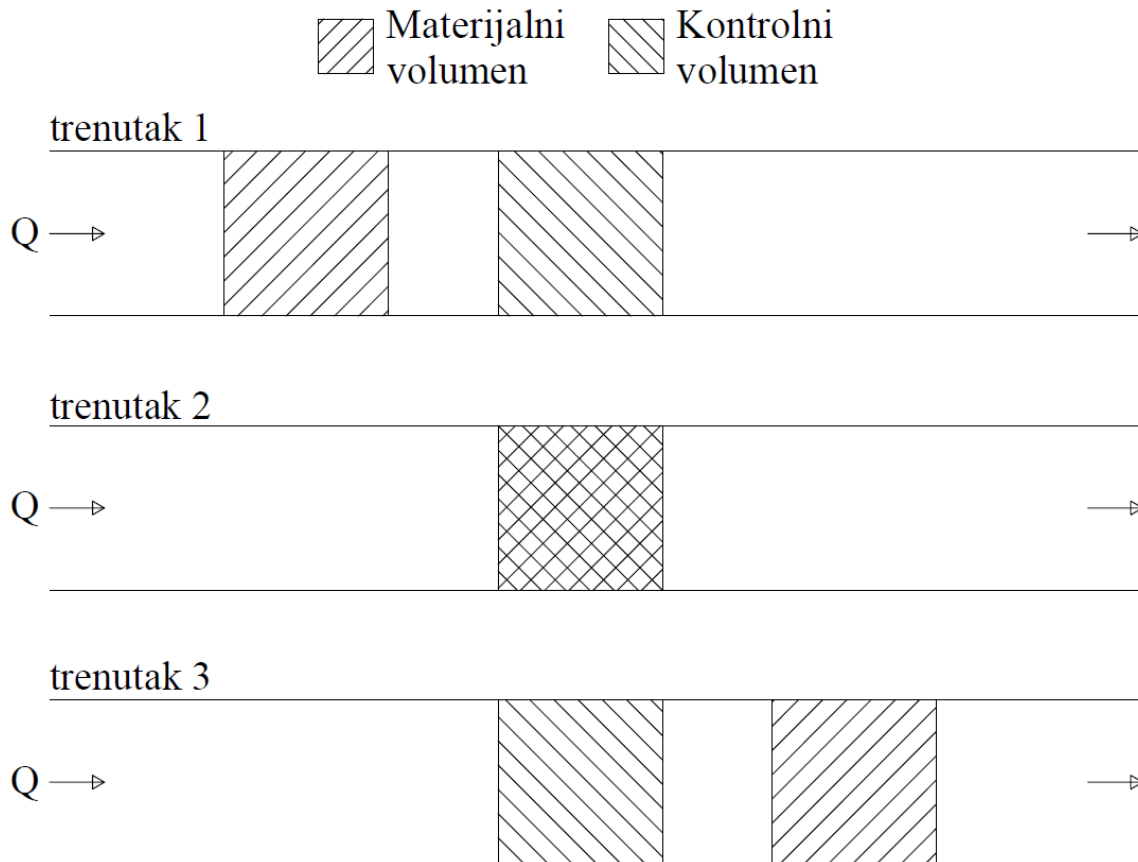 Materijalni
volumen
Kontrolni
volumen
trenutak 1
Q
trenutak 2
Q
trenutak 3
Q